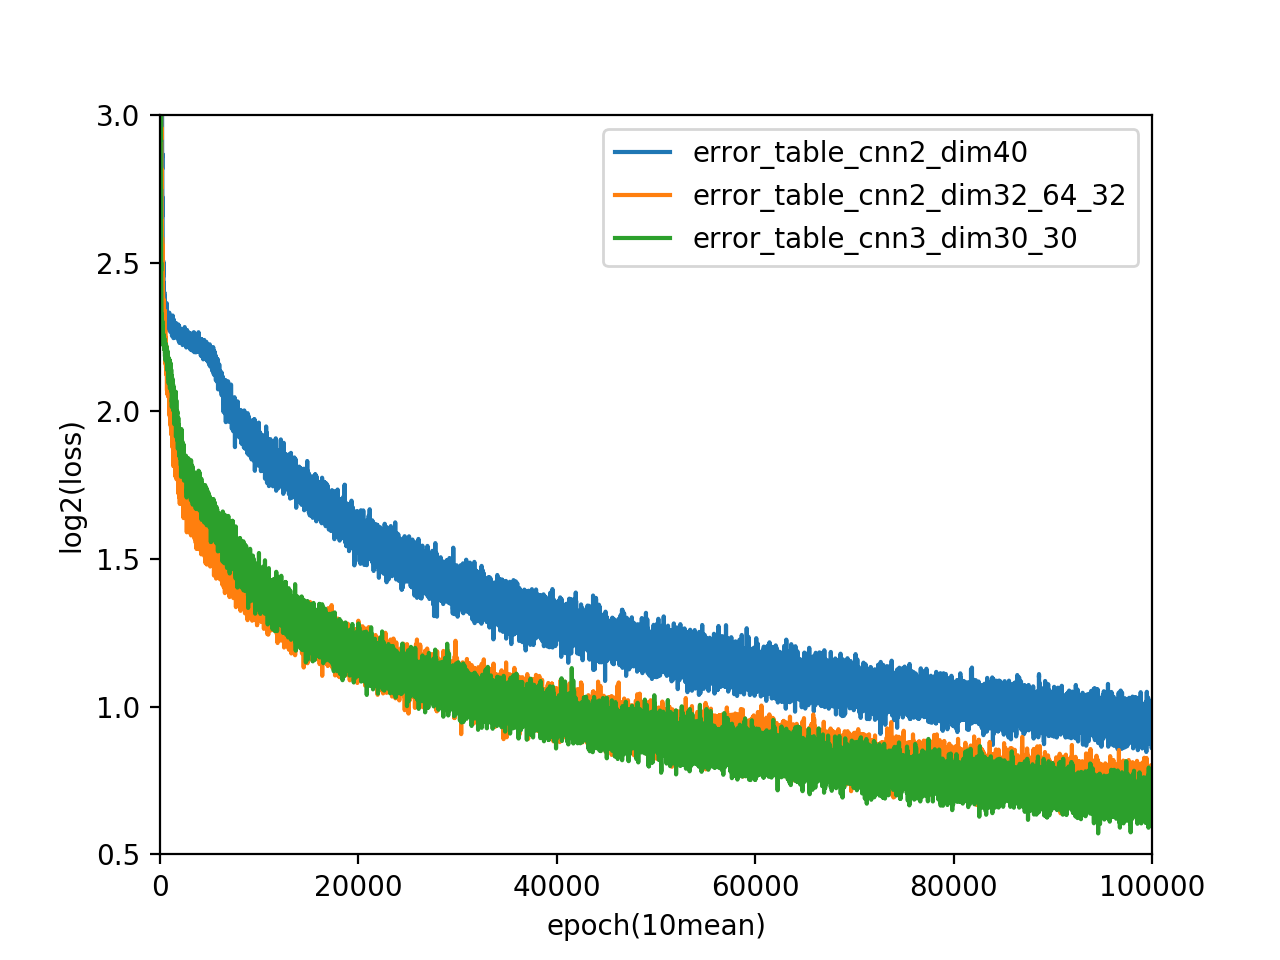 3.0
2.5
2.0
1.5
1.0
0.5
log2(loss)
error_table_cnn2_dim40
error_table_cnn2_dim32_64_32
error_table_cnn3_dim30_30
0 20000 40000 60000 80000 100000
epoch(10mean)